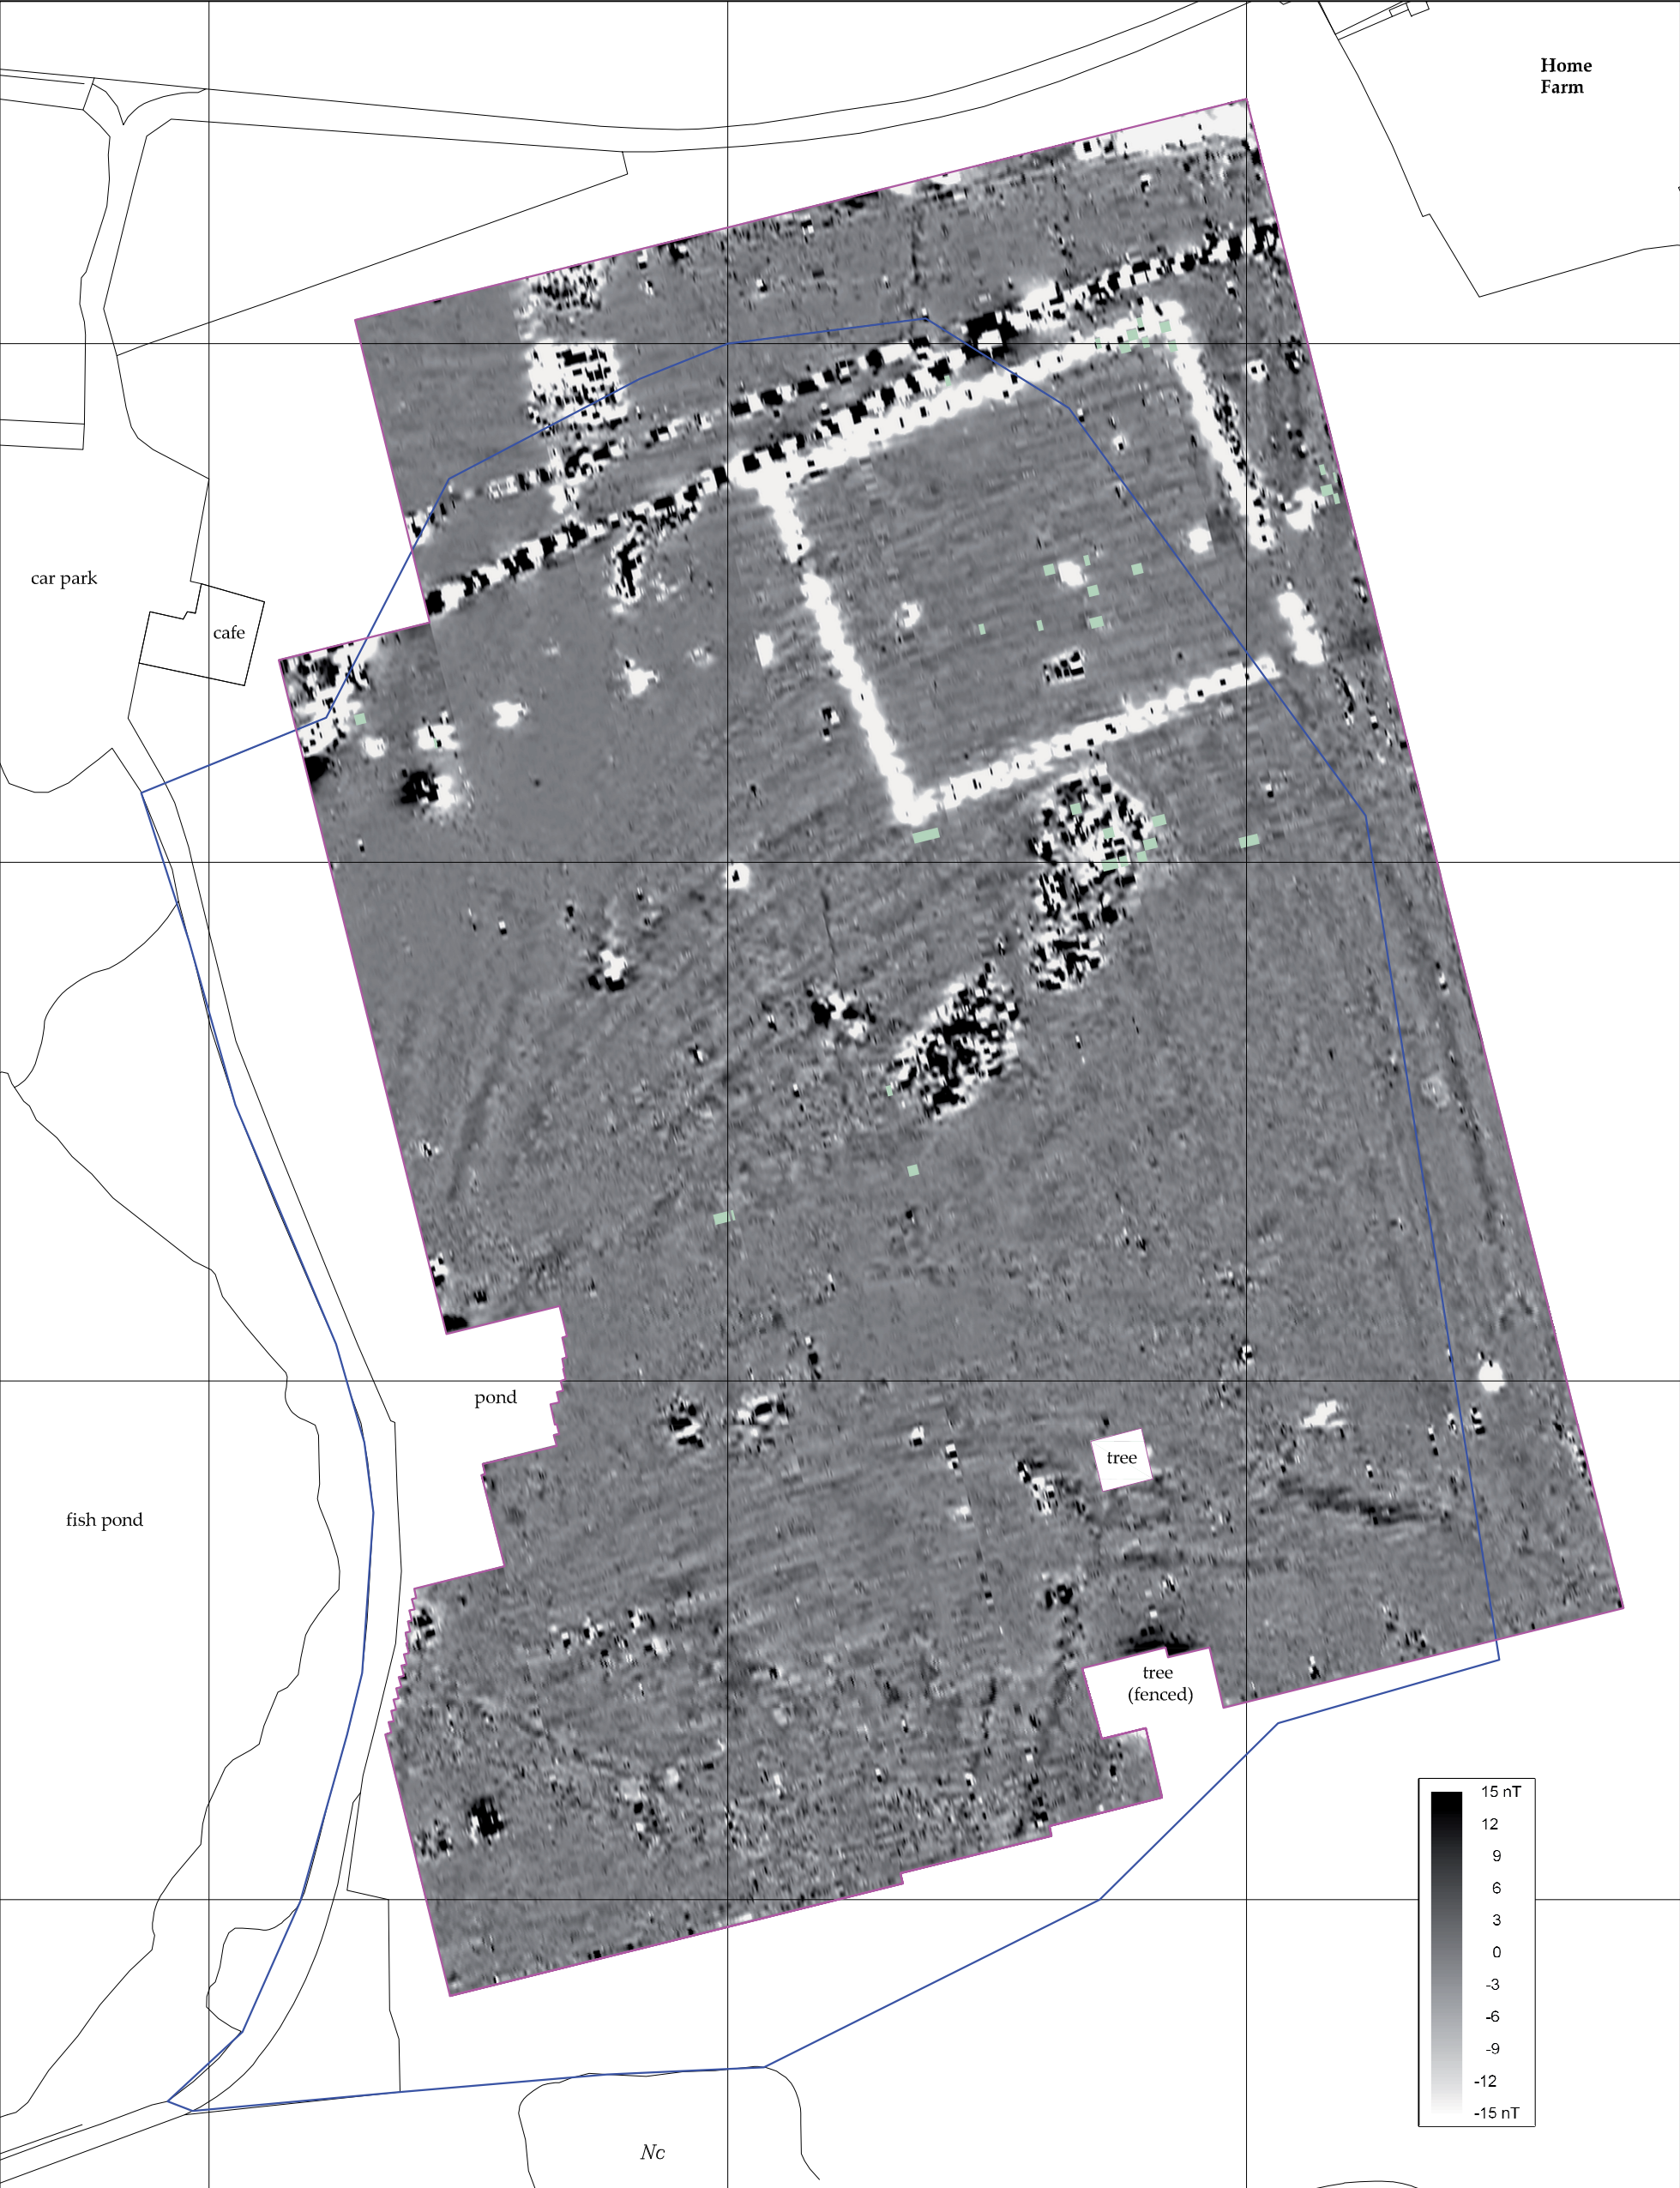 Home
Farm
car park
cafe
pond
tree
fish pond
tree
(fenced)
15 nT
12
9
6
3
0
-3
-6
-9
-12
-15 nT
Nc